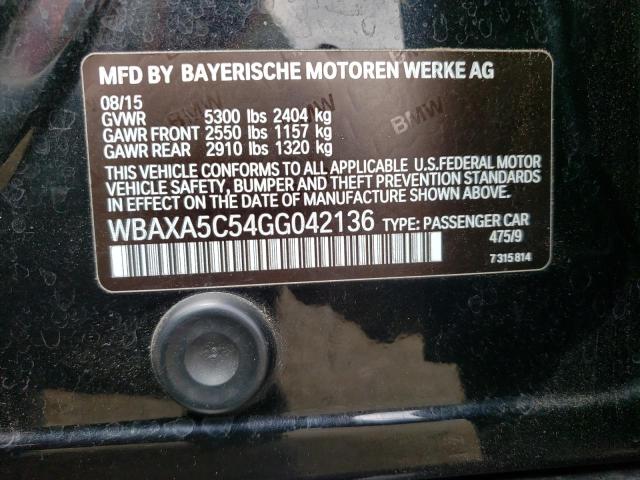 MFD BY BAYERISCHE MOTOREN WERKE AG
08/15
GVWR 5300 lbs 2404 kg
GAWR FRONT 2550 lbs 1157 kg
GAWR REAR 2910 lbs 1320 kg
THIS VEHICLE CONFORMS TO ALL APPLICABLE U.S.FEDERAL MOTOR
VEHICLE SAFETY, BUMPER AND THEFT PREVENTION STANDARDS
IN EFFECT ON THE DATE OF MANUFACTURE SHOWN ABOVE.
WBAXA5C54GG042136 TYPE: PASSENGER CAR
475/9
7315814
BMW
BMW